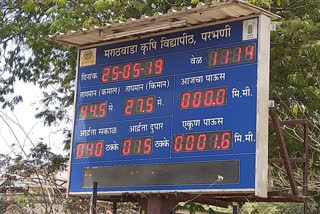 मराठवाडा कृषि विद्यापीठ, परभणी
दिनांक 25-05-19 वेळ 11:14
तापमान (किमान) तापमान (कमाल) आजचा पाऊस
44.5 से. 27.5 से. 000.0 मि.मी.
आर्द्रता सकाळ आर्द्रता दुपार एकूण पाऊस
040 टक्के 015 टक्के 0001.6 मि.मी.